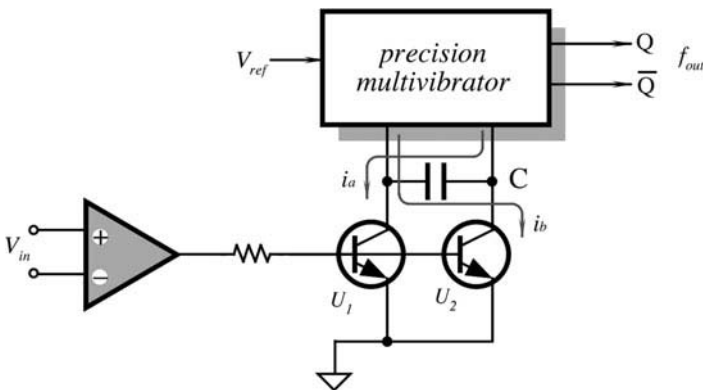 precision
multivibrator
V_ref
Q
Q̅
f_out
i_a
C
i_b
V_in
+
−
U_1
U_2